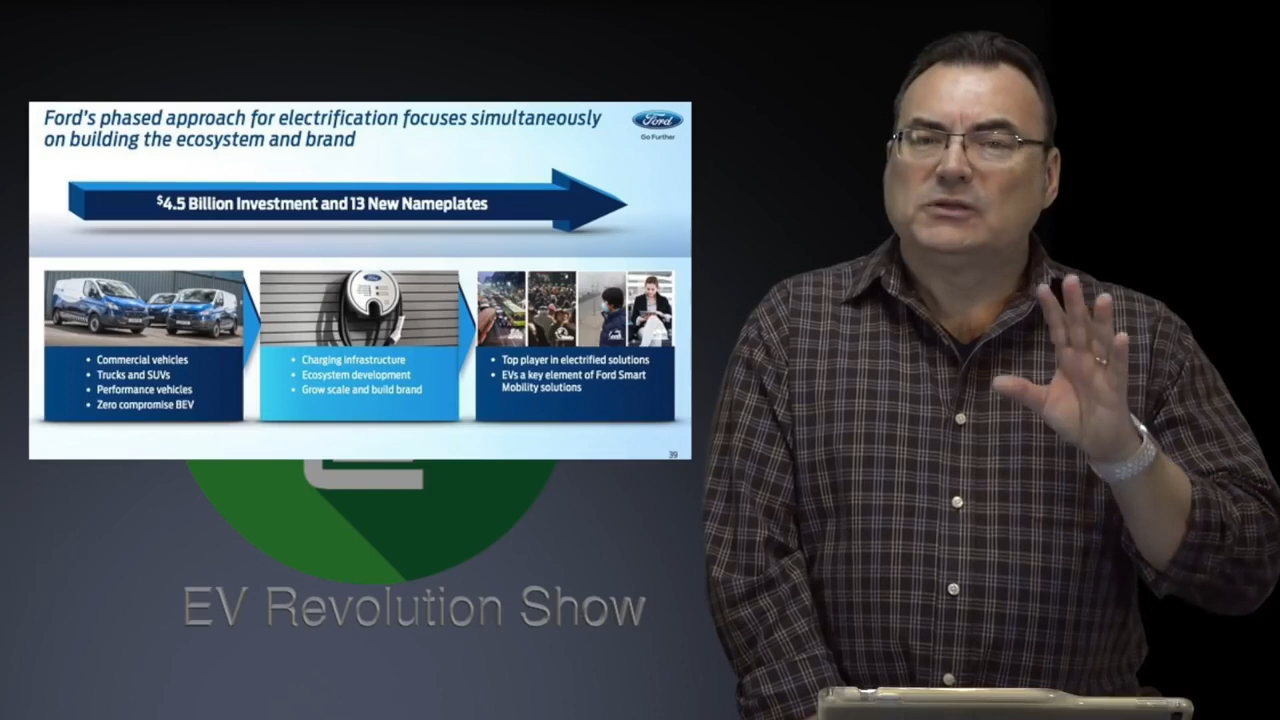 Ford's phased approach for electrification focuses simultaneously
on building the ecosystem and brand
Ford
Go Further
$4.5 Billion Investment and 13 New Nameplates
• Commercial vehicles
• Trucks and SUVs
• Performance vehicles
• Zero compromise BEV
• Charging infrastructure
• Ecosystem development
• Grow scale and build brand
• Top player in electrified solutions
• EVs a key element of Ford Smart
Mobility solutions
39
EV Revolution Show